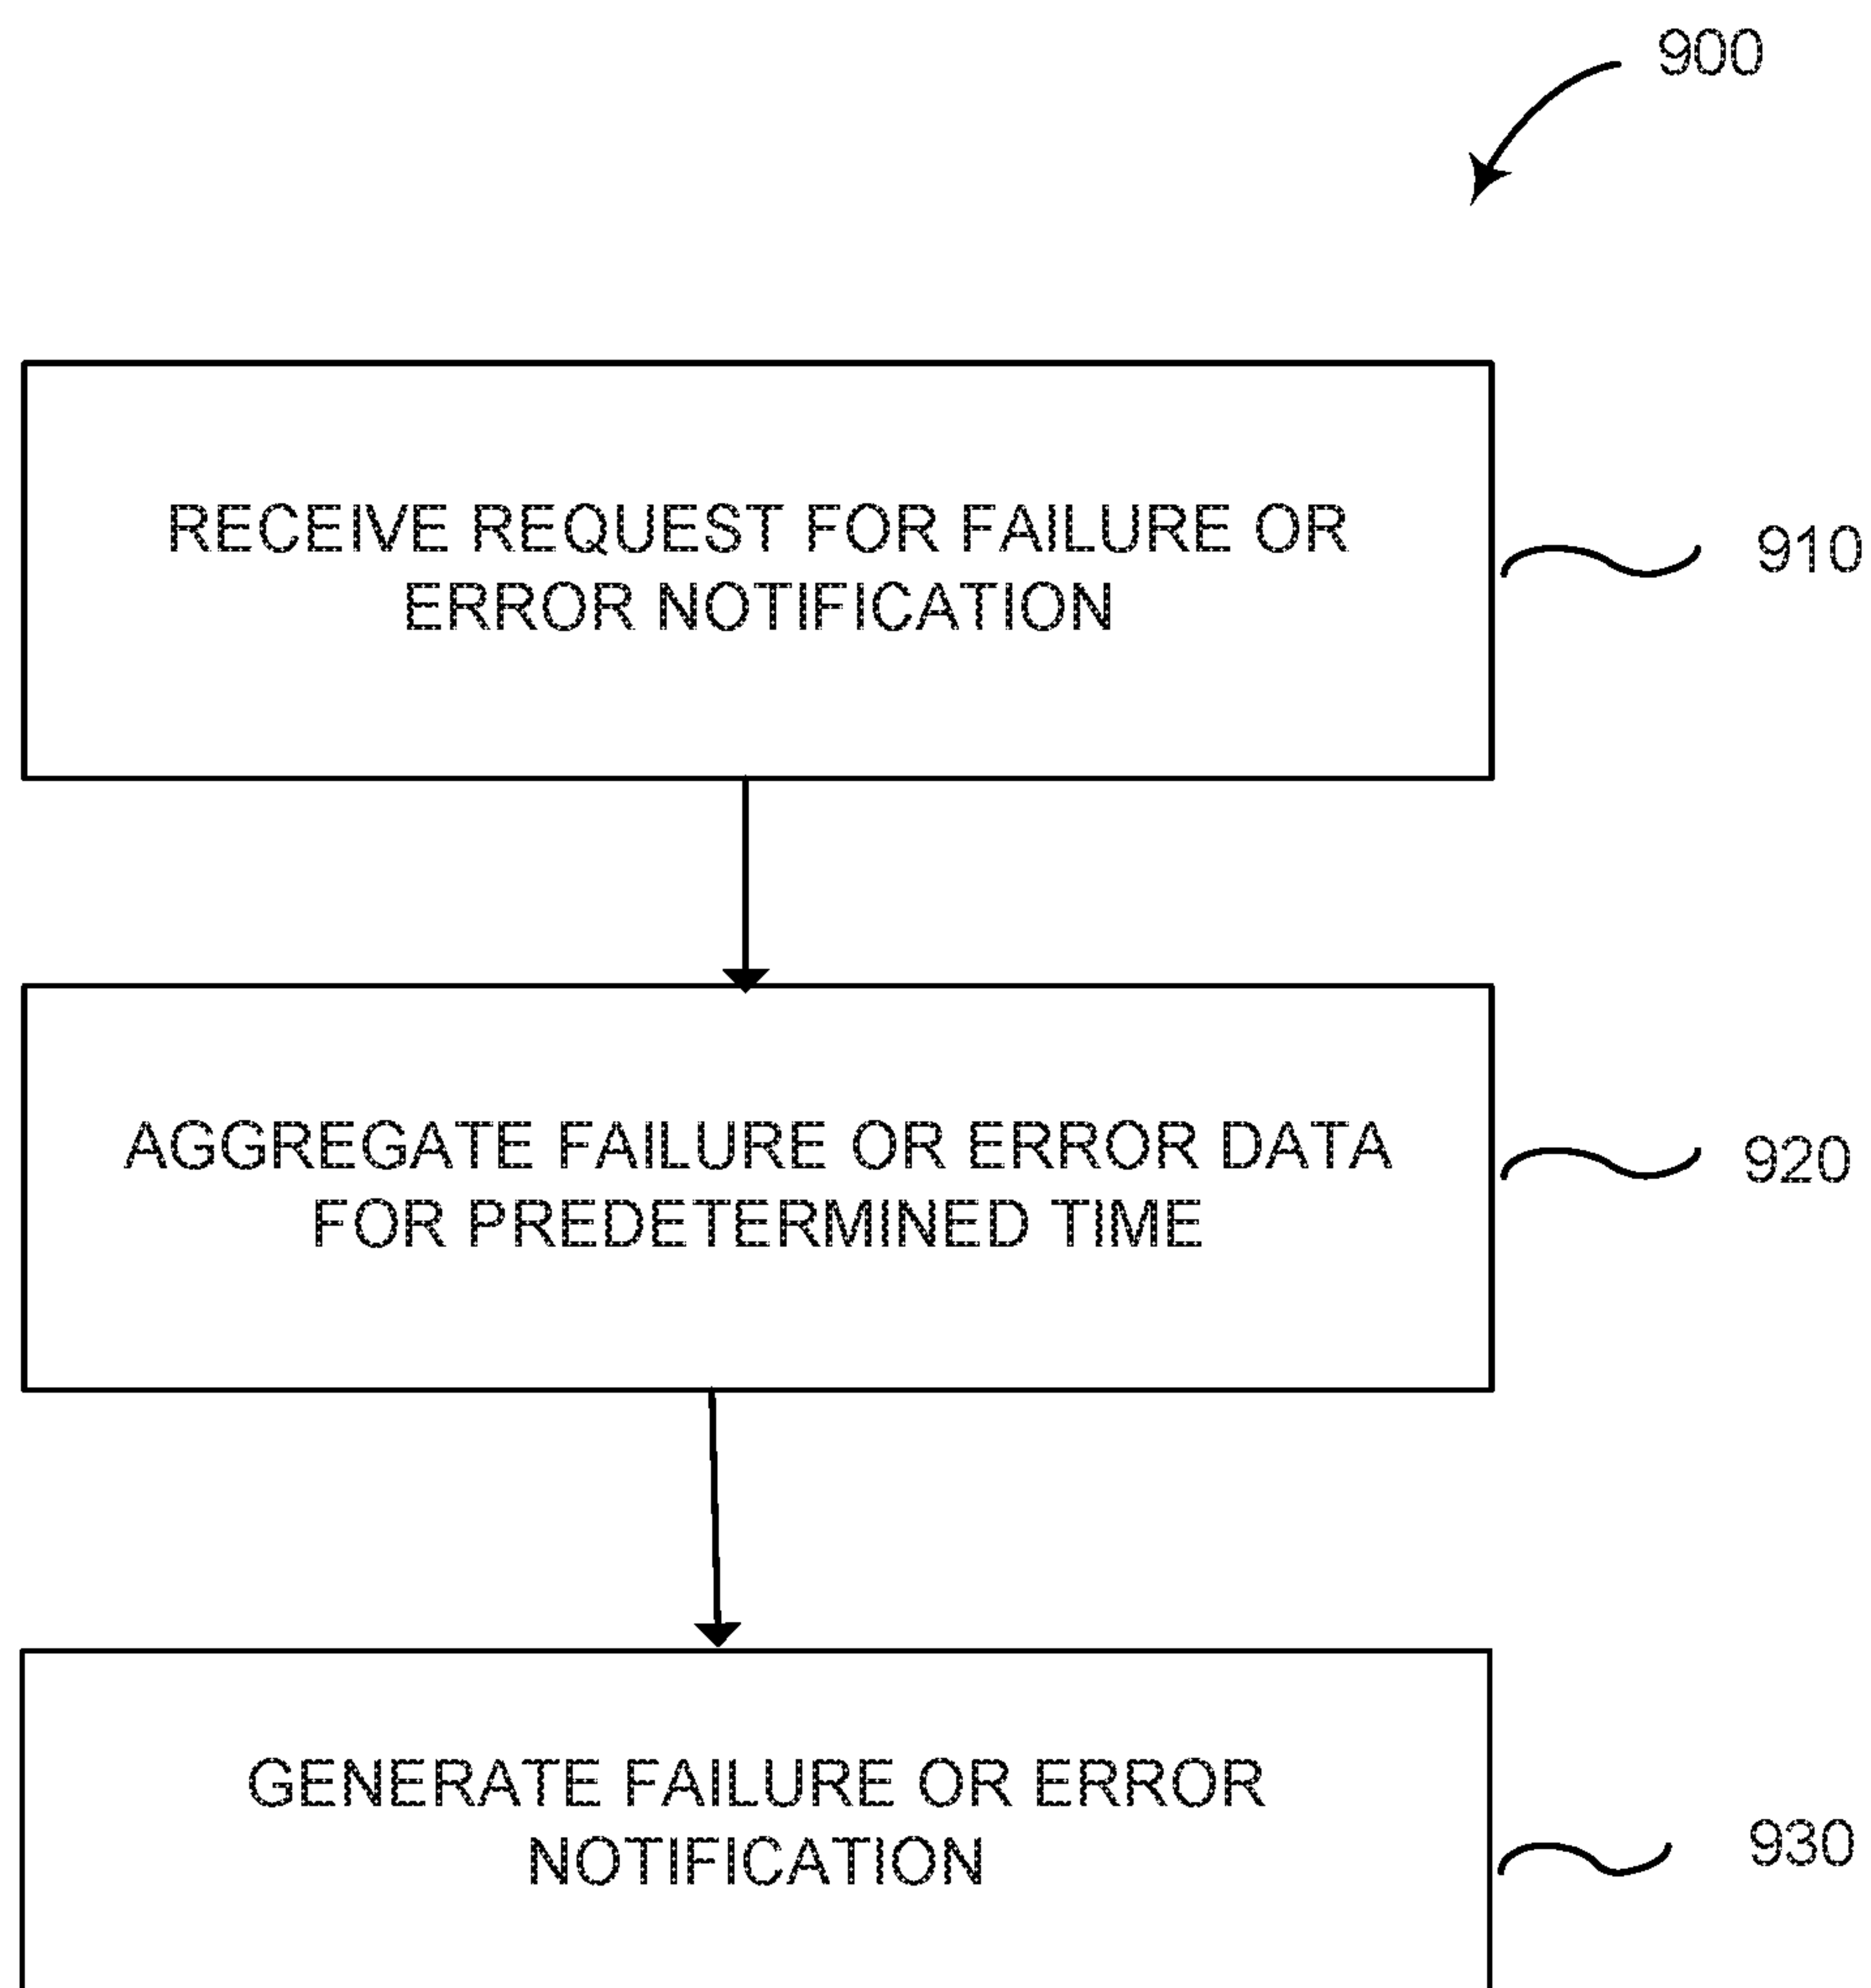 900
RECEIVE REQUEST FOR FAILURE OR
ERROR NOTIFICATION
910
AGGREGATE FAILURE OR ERROR DATA
FOR PREDETERMINED TIME
920
GENERATE FAILURE OR ERROR
NOTIFICATION
930